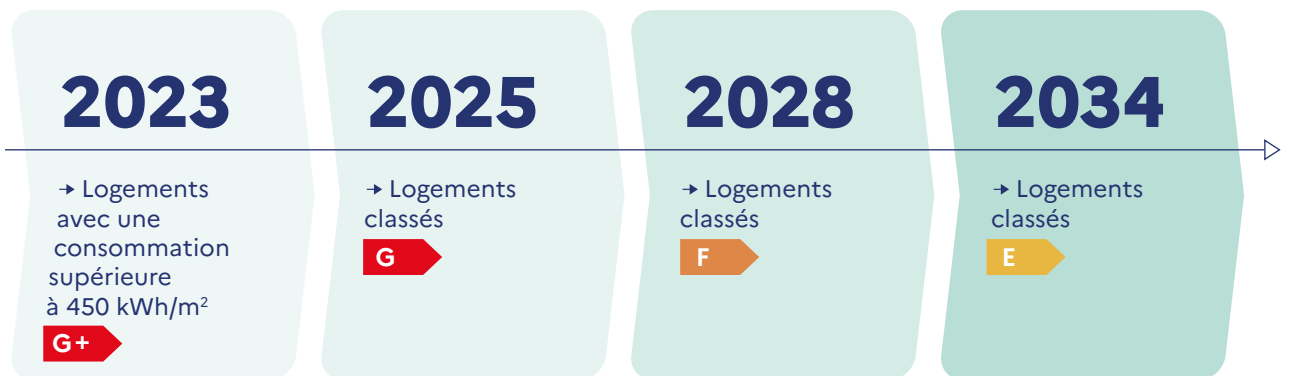 2023
→ Logements
avec une
consommation
supérieure
à 450 kWh/m²
G+
2025
→ Logements
classés
G
2028
→ Logements
classés
F
2034
→ Logements
classés
E